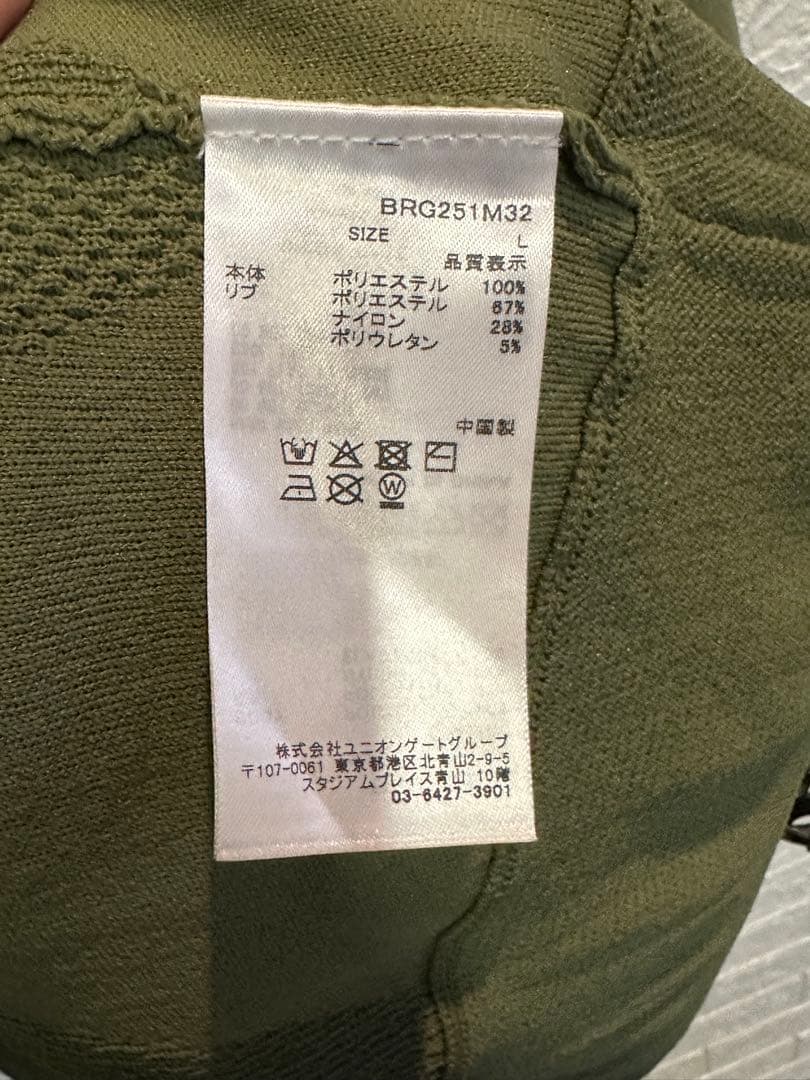 BRG251M32
SIZE L
品質表示
本体 ポリエステル 100%
リブ ポリエステル 67%
ナイロン 28%
ポリウレタン 5%
中国製
W
株式会社ユニオンゲートグループ
〒107-0061 東京都港区北青山2-9-5
スタジアムプレイス青山 10階
03-6427-3901